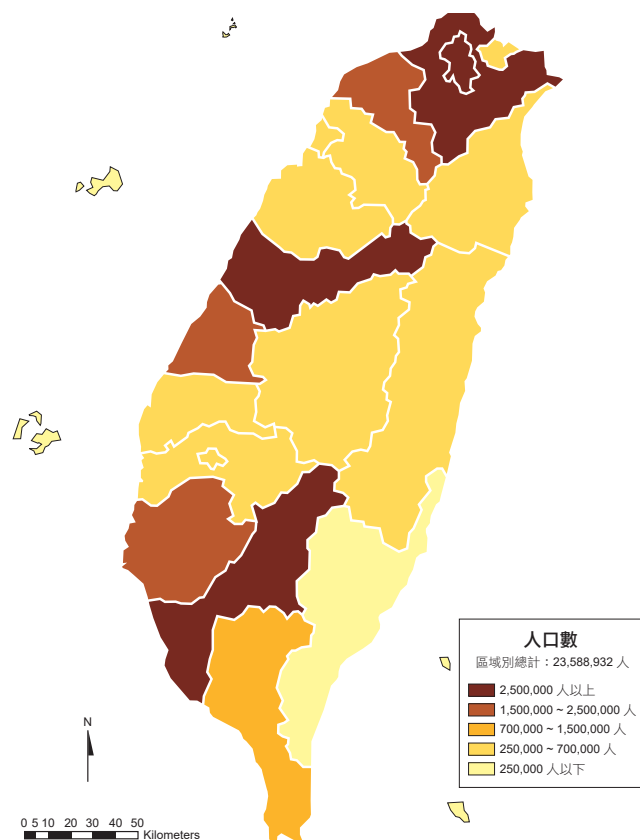 人口數
區域別總計：23,588,932 人
2,500,000 人以上
1,500,000 ~ 2,500,000 人
700,000 ~ 1,500,000 人
250,000 ~ 700,000 人
250,000 人以下
N
0 5 10 20 30 40 50
Kilometers